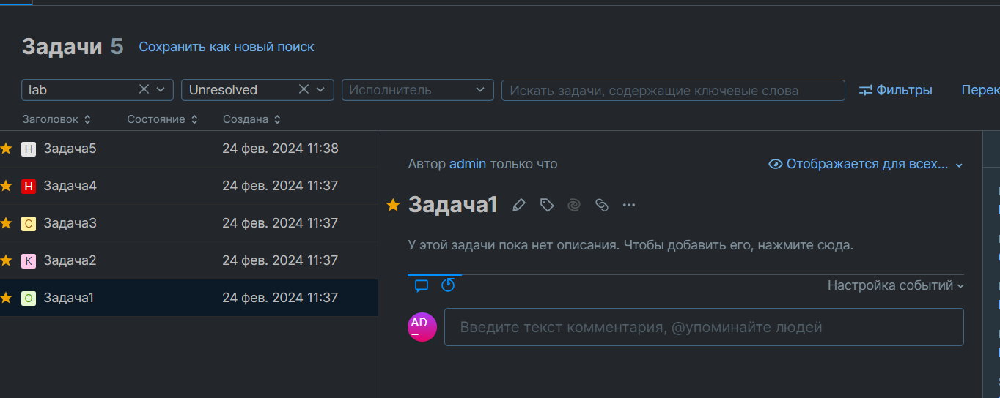 Задачи 5 Сохранить как новый поиск
lab Unresolved Исполнитель Искать задачи, содержащие ключевые слова Фильтры
Заголовок Состояние Создана
Н Задача5 24 фев. 2024 11:38
Н Задача4 24 фев. 2024 11:37
С Задача3 24 фев. 2024 11:37
К Задача2 24 фев. 2024 11:37
О Задача1 24 фев. 2024 11:37
Автор admin только что Отображается для всех...
Задача1
У этой задачи пока нет описания. Чтобы добавить его, нажмите сюда.
Настройка событий
AD
Введите текст комментария, @упоминайте людей